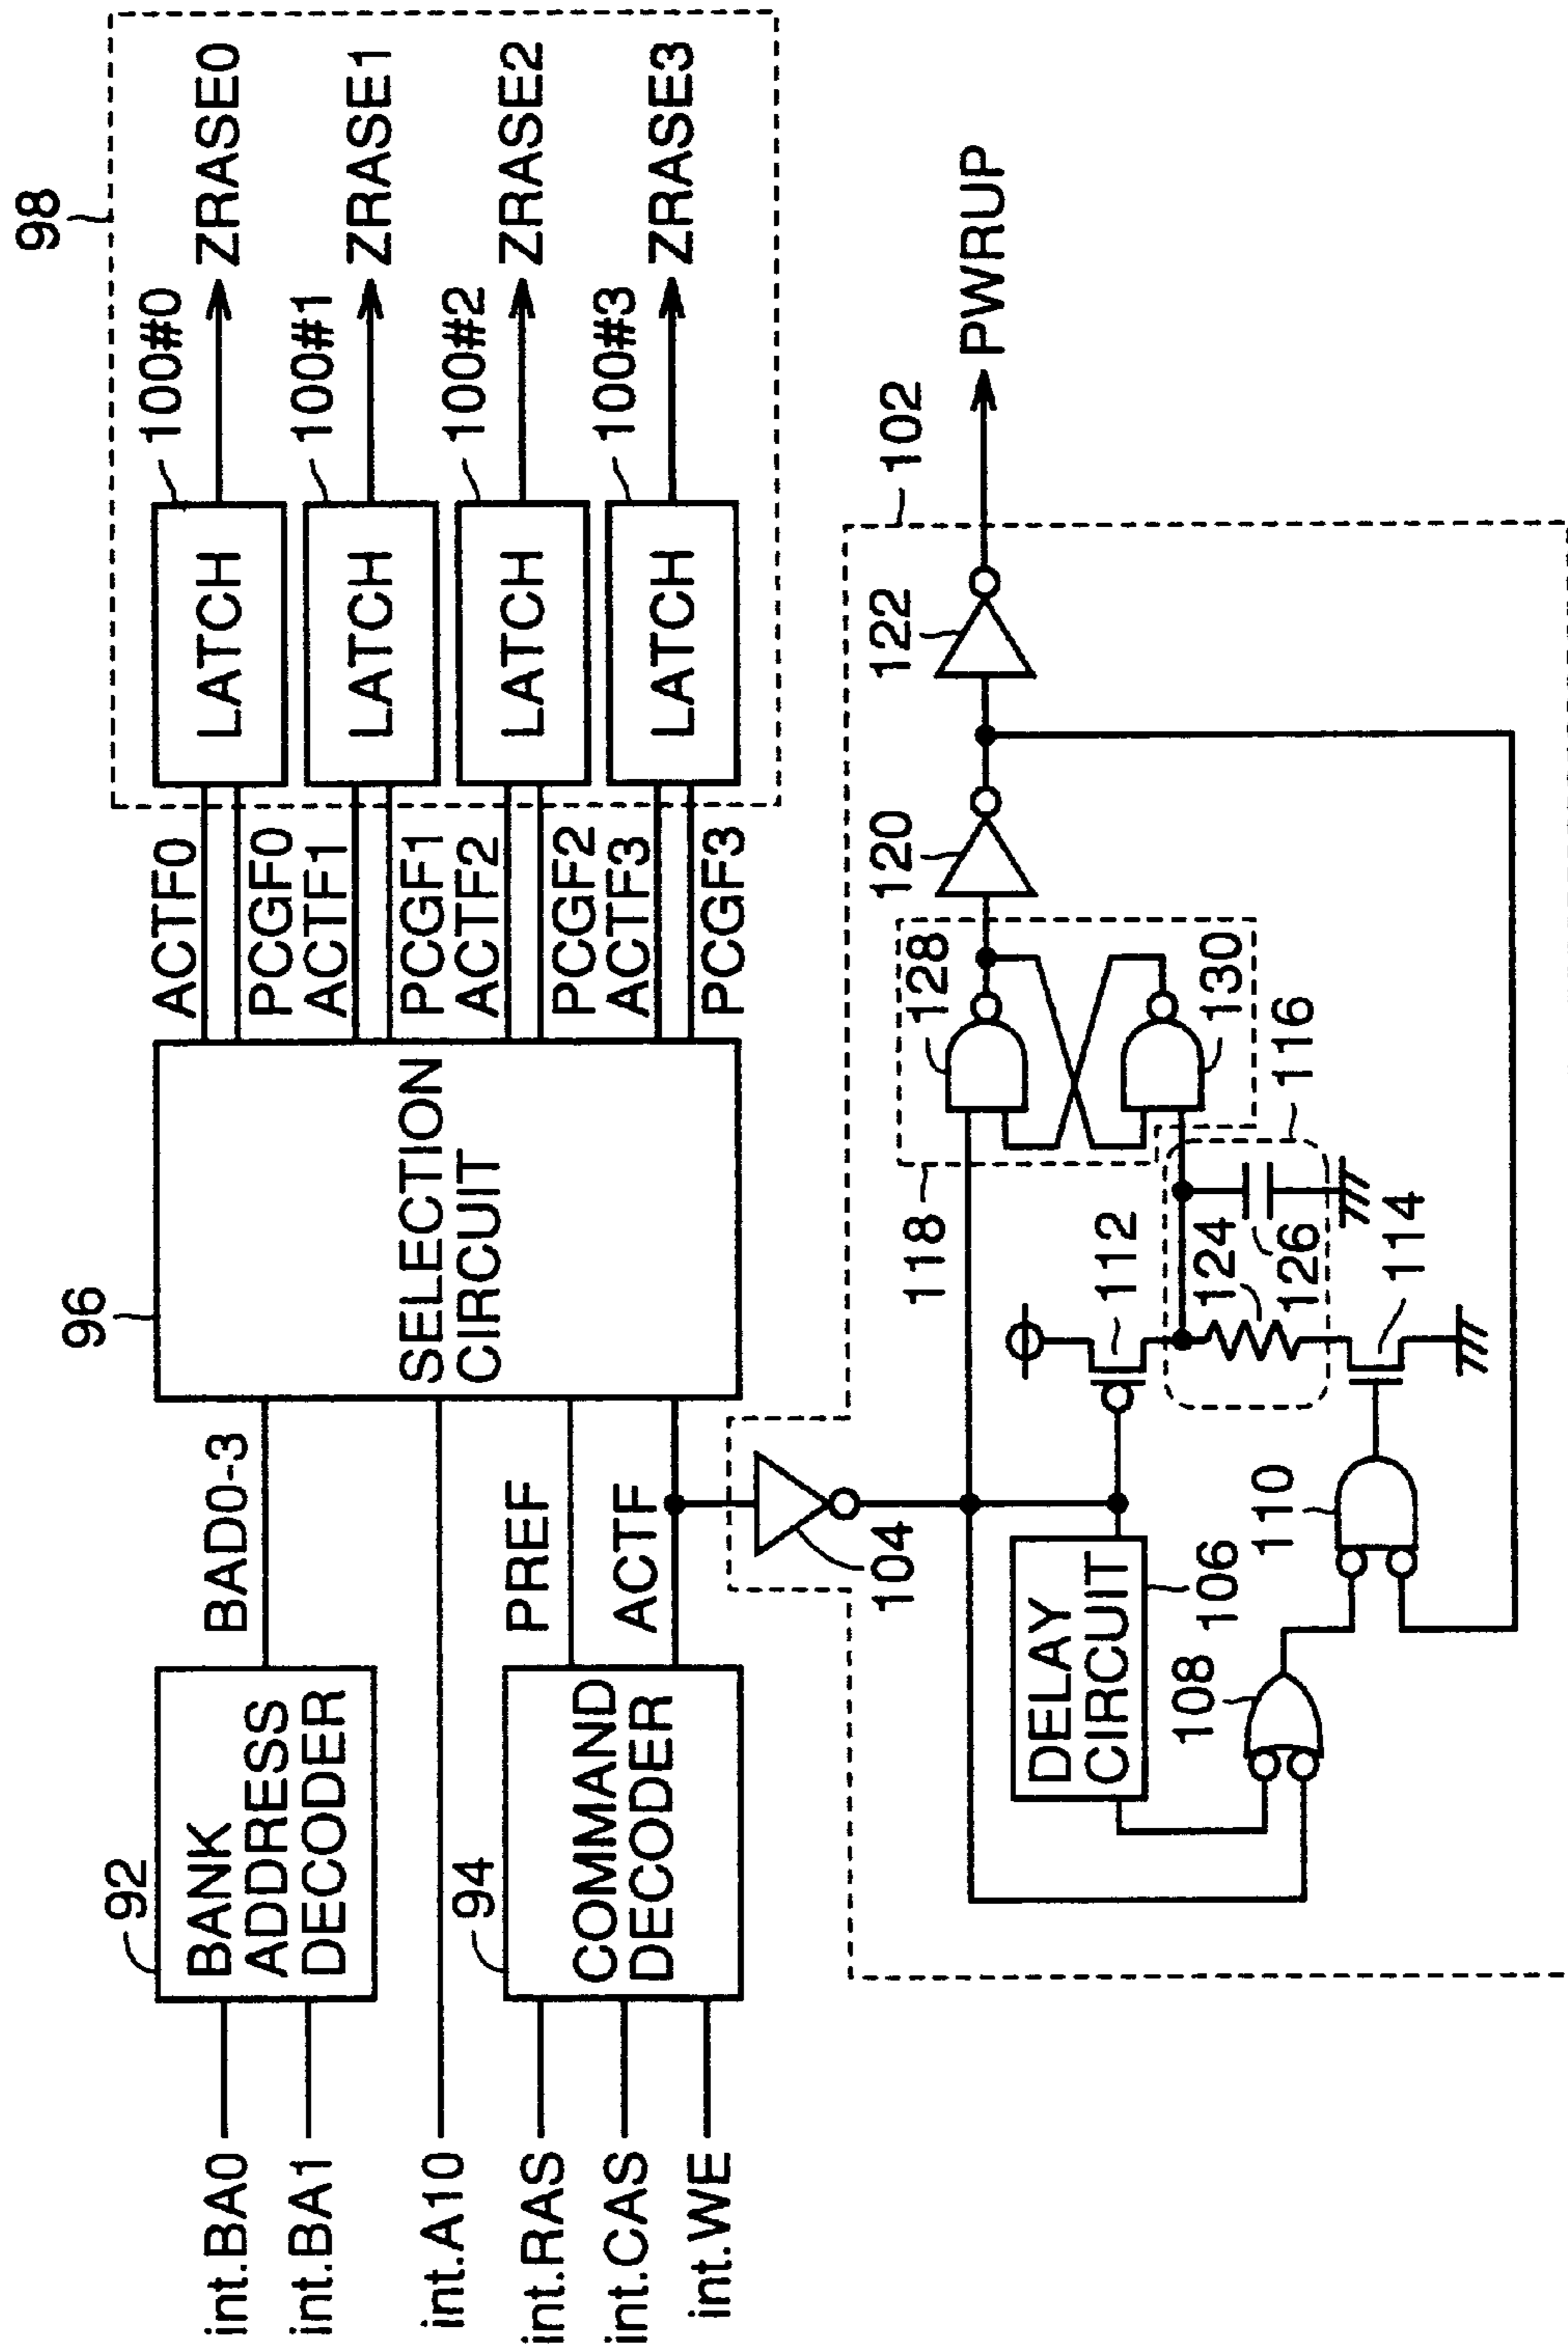 98
100#0
LATCH
ZRASE0
100#1
LATCH
ZRASE1
100#2
LATCH
ZRASE2
100#3
LATCH
ZRASE3
ACTF0
PCGF0
ACTF1
PCGF1
ACTF2
PCGF2
ACTF3
PCGF3
96
SELECTION
CIRCUIT
BAD0-3
PREF
ACTF
92
BANK
ADDRESS
DECODER
94
COMMAND
DECODER
int.BA0
int.BA1
int.A10
int.RAS
int.CAS
int.WE
102
PWRUP
122
120
128
130
118
116
112
124
126
114
104
DELAY
CIRCUIT
106
108
110